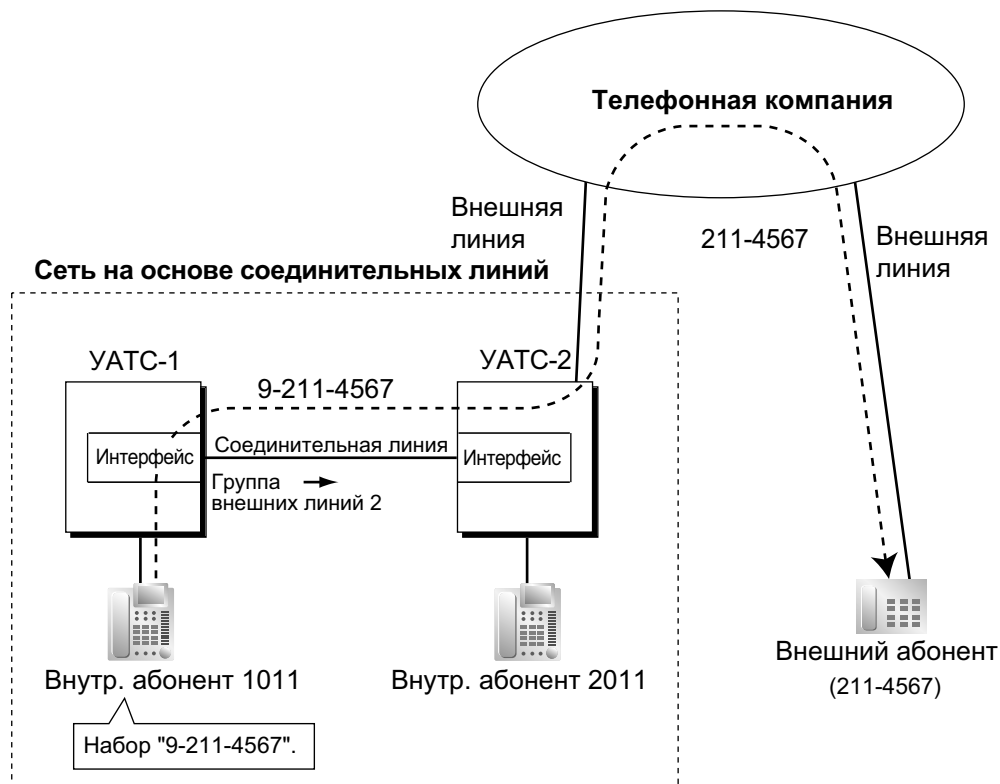 Телефонная компания
Внешняя
линия
211-4567
Внешняя
линия
Сеть на основе соединительных линий
УАТС-1
УАТС-2
9-211-4567
Интерфейс
Соединительная линия
Интерфейс
Группа
внешних линий 2
Внутр. абонент 1011
Внутр. абонент 2011
Внешний абонент
(211-4567)
Набор "9-211-4567".